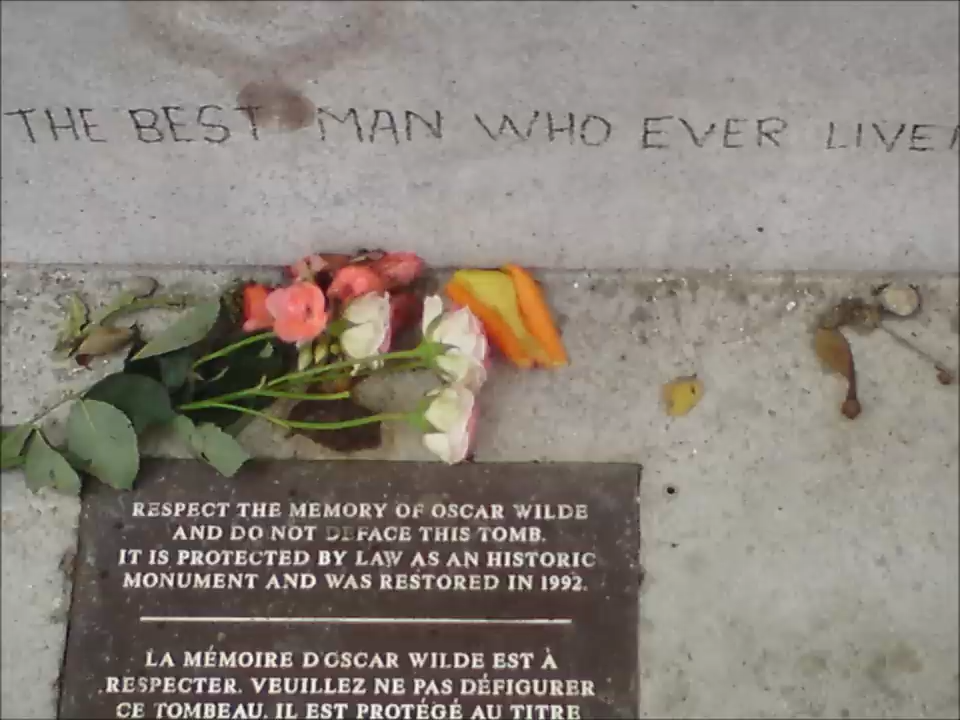 THE BEST MAN WHO EVER LIVE
RESPECT THE MEMORY OF OSCAR WILDE
AND DO NOT DEFACE THIS TOMB.
IT IS PROTECTED BY LAW AS AN HISTORIC
MONUMENT AND WAS RESTORED IN 1992.
LA MÉMOIRE D'OSCAR WILDE EST À
RESPECTER. VEUILLEZ NE PAS DÉFIGURER
CE TOMBEAU. IL EST PROTÉGÉ AU TITRE